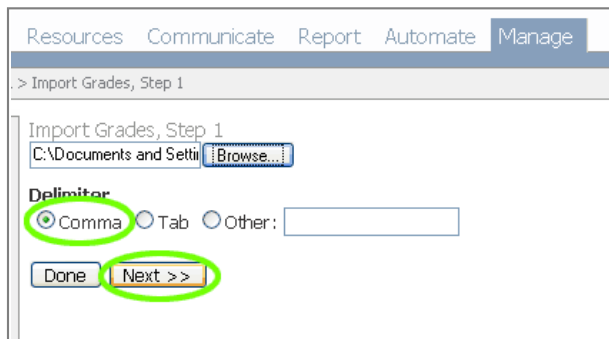 Resources Communicate Report Automate Manage
. > Import Grades, Step 1
Import Grades, Step 1
C:\Documents and Settin Browse...
Delimiter
Comma Tab Other:
Done Next >>